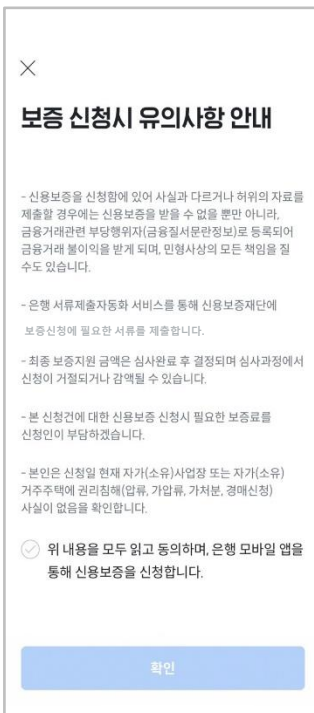 보증 신청시 유의사항 안내
- 신용보증을 신청함에 있어 사실과 다르거나 허위의 자료를
제출할 경우에는 신용보증을 받을 수 없을 뿐만 아니라,
금융거래관련 부당행위자(금융질서문란정보)로 등록되어
금융거래 불이익을 받게 되며, 민형사상의 모든 책임을 질
수도 있습니다.
- 은행 서류제출자동화 서비스를 통해 신용보증재단에
보증신청에 필요한 서류를 제출합니다.
- 최종 보증지원 금액은 심사완료 후 결정되며 심사과정에서
신청이 거절되거나 감액될 수 있습니다.
- 본 신청건에 대한 신용보증 신청시 필요한 보증료를
신청인이 부담하겠습니다.
- 본인은 신청일 현재 자가(소유)사업장 또는 자가(소유)
거주주택에 권리침해(압류, 가압류, 가처분, 경매신청)
사실이 없음을 확인합니다.
위 내용을 모두 읽고 동의하며, 은행 모바일 앱을
통해 신용보증을 신청합니다.
확인